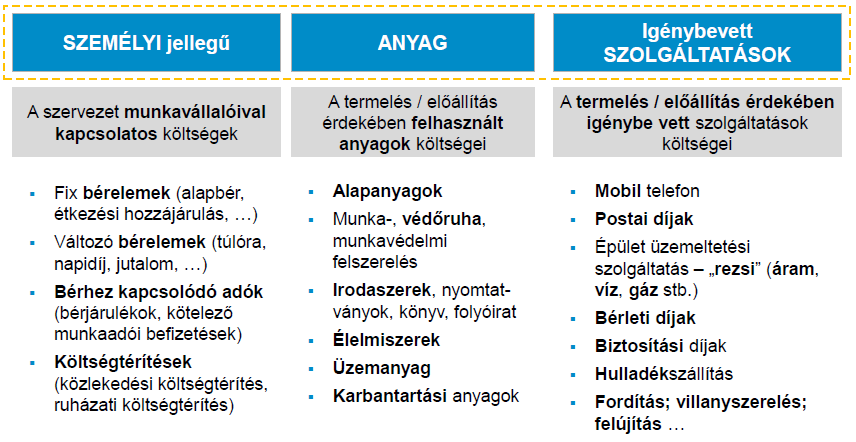 SZEMÉLYI jellegű
A szervezet munkavállalóival
kapcsolatos költségek
Fix bérelemek (alapbér,
étkezési hozzájárulás, …)
Változó bérelemek (túlóra,
napidíj, jutalom, …)
Bérhez kapcsolódó adók
(bérjárulékok, kötelező
munkaadói befizetések)
Költségtérítések
(közlekedési költségtérítés,
ruházati költségtérítés)
ANYAG
A termelés / előállítás
érdekében felhasznált
anyagok költségei
Alapanyagok
Munka-, védőruha,
munkavédelmi
felszerelés
Irodaszerek, nyomtat-
ványok, könyv, folyóirat
Élelmiszerek
Üzemanyag
Karbantartási anyagok
Igénybevett
SZOLGÁLTATÁSOK
A termelés / előállítás érdekében
igénybe vett szolgáltatások
költségei
Mobil telefon
Postai díjak
Épület üzemeltetési
szolgáltatás – „rezsi” (áram,
víz, gáz stb.)
Bérleti díjak
Biztosítási díjak
Hulladékszállítás
Fordítás; villanyszerelés;
felújítás …